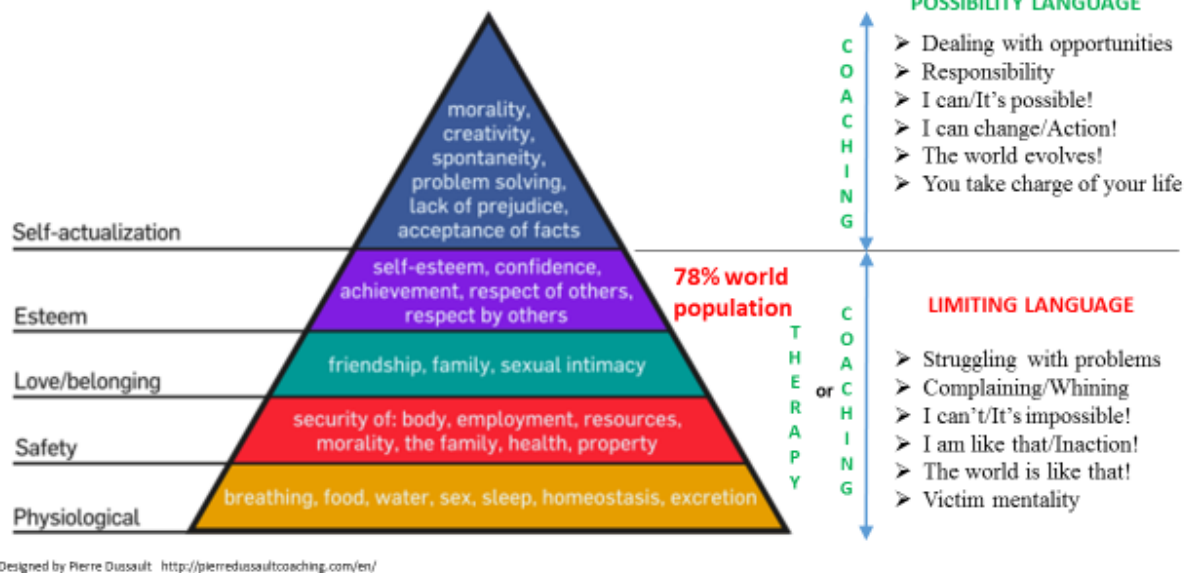 POSSIBILITY LANGUAGE
➢ Dealing with opportunities
➢ Responsibility
➢ I can/It's possible!
➢ I can change/Action!
➢ The world evolves!
➢ You take charge of your life
COACHING
morality,
creativity,
spontaneity,
problem solving,
lack of prejudice,
acceptance of facts
Self-actualization
self-esteem, confidence,
achievement, respect of others,
respect by others
Esteem
friendship, family, sexual intimacy
Love/belonging
security of: body, employment, resources,
morality, the family, health, property
Safety
breathing, food, water, sex, sleep, homeostasis, excretion
Physiological
78% world
population
THERAPY
or
COACHING
LIMITING LANGUAGE
➢ Struggling with problems
➢ Complaining/Whining
➢ I can't/It's impossible!
➢ I am like that/Inaction!
➢ The world is like that!
➢ Victim mentality
Designed by Pierre Dussault http://pierredussaultcoaching.com/en/